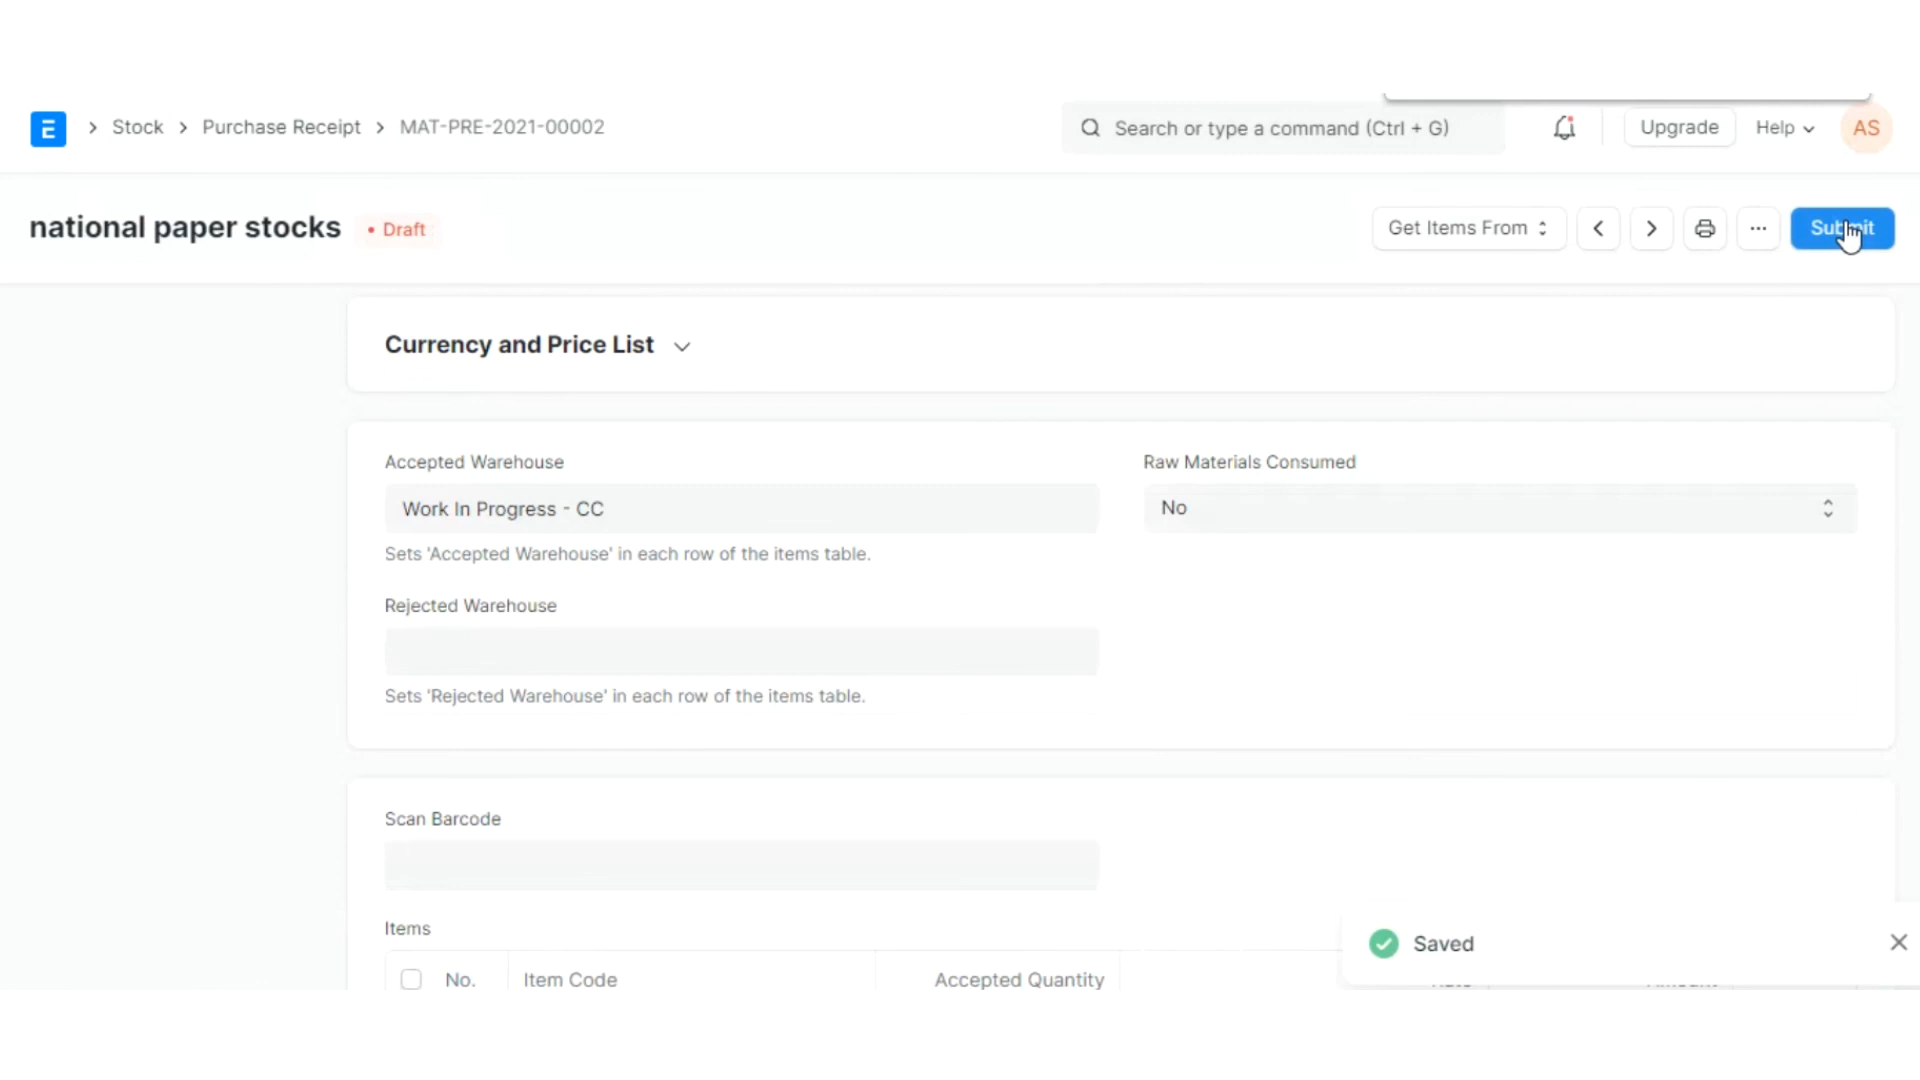 E > Stock > Purchase Receipt > MAT-PRE-2021-00002 Search or type a command (Ctrl + G) Upgrade Help AS
national paper stocks • Draft Get Items From < > ... Submit
Currency and Price List
Accepted Warehouse Raw Materials Consumed
Work In Progress - CC No
Sets 'Accepted Warehouse' in each row of the items table.
Rejected Warehouse
Sets 'Rejected Warehouse' in each row of the items table.
Scan Barcode
Items
Saved
No. Item Code Accepted Quantity